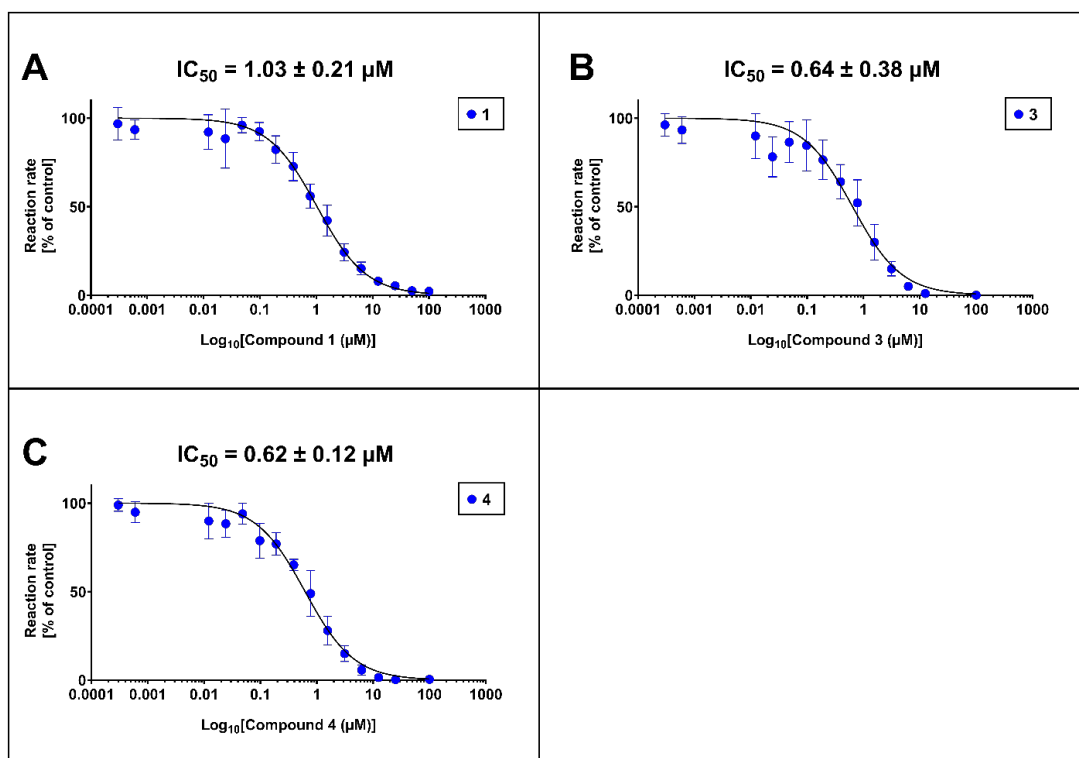 A
IC50 = 1.03 ± 0.21 µM
1
100
50
0
Reaction rate
[% of control]
0.0001 0.001 0.01 0.1 1 10 100 1000
Log10[Compound 1 (µM)]
B
IC50 = 0.64 ± 0.38 µM
3
100
50
0
Reaction rate
[% of control]
0.0001 0.001 0.01 0.1 1 10 100 1000
Log10[Compound 3 (µM)]
C
IC50 = 0.62 ± 0.12 µM
4
100
50
0
Reaction rate
[% of control]
0.0001 0.001 0.01 0.1 1 10 100 1000
Log10[Compound 4 (µM)]